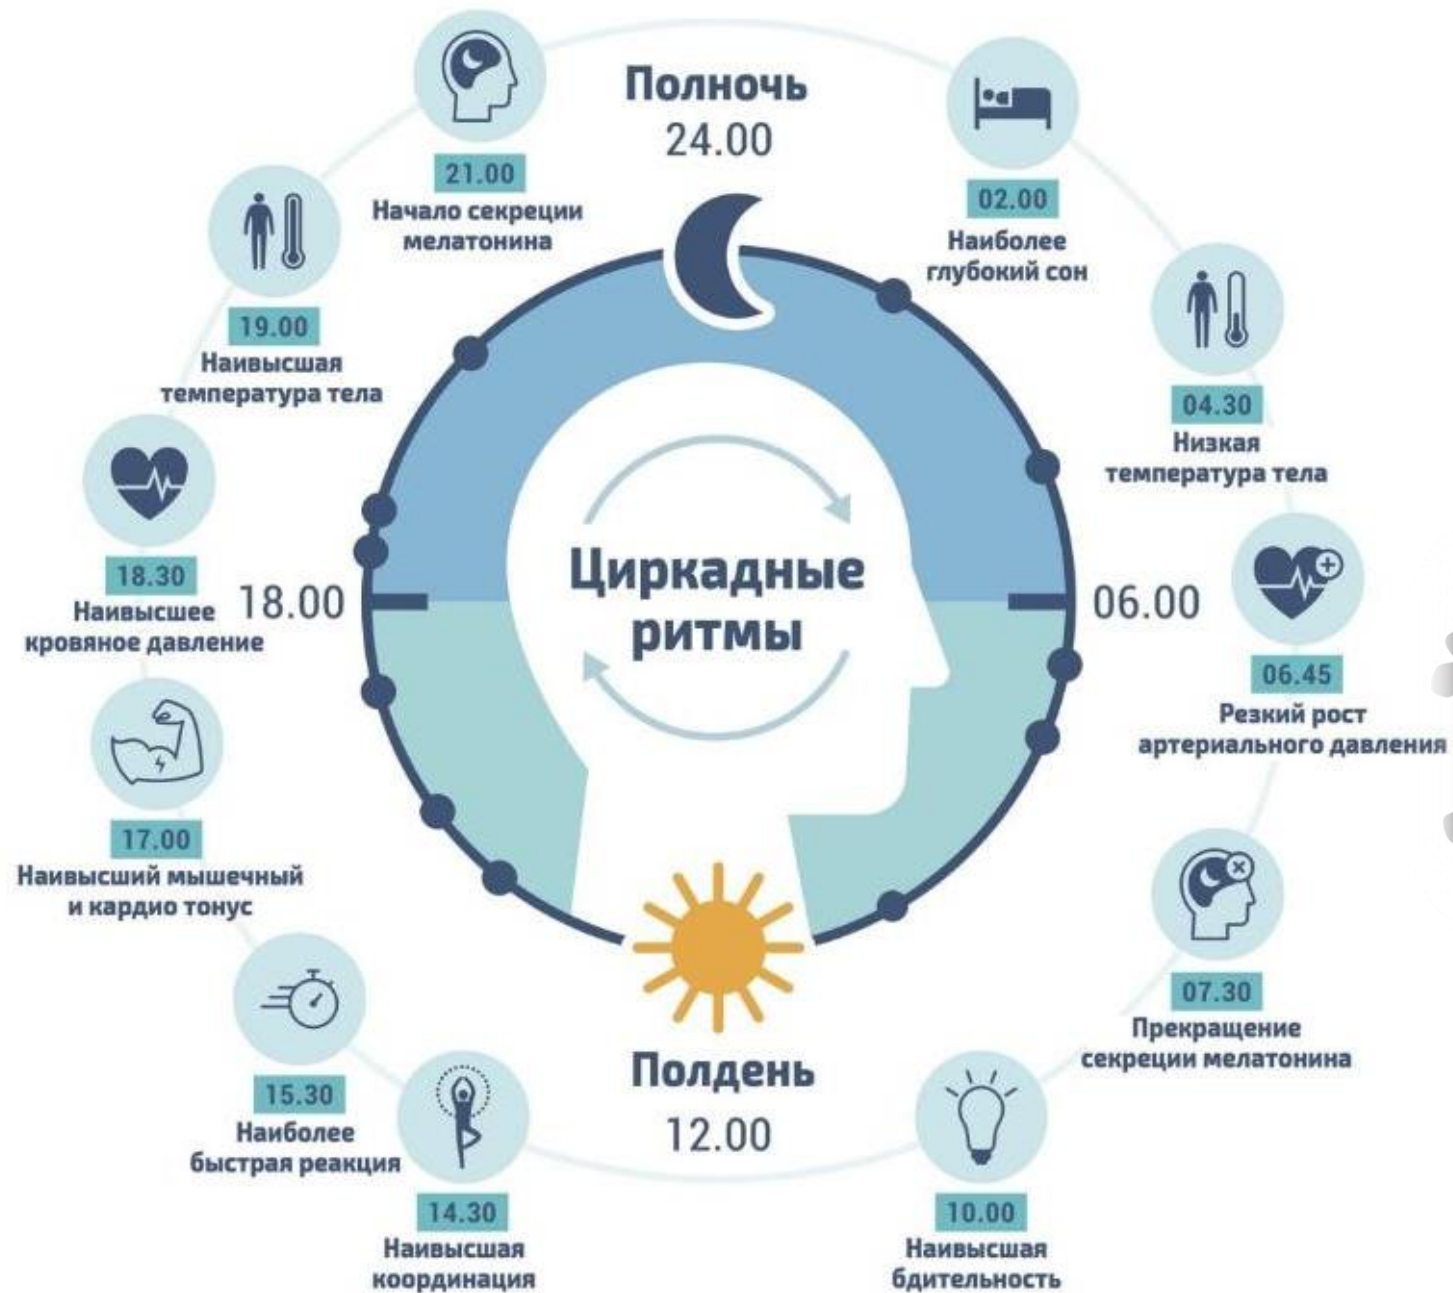 Полночь
24.00
02.00
Наиболее
глубокий сон
04.30
Низкая
температура тела
06.00
06.45
Резкий рост
артериального давления
07.30
Прекращение
секреции мелатонина
10.00
Наивысшая
бдительность
Полдень
12.00
14.30
Наивысшая
координация
15.30
Наиболее
быстрая реакция
17.00
Наивысший мышечный
и кардио тонус
18.00
18.30
Наивысшее
кровяное давление
19.00
Наивысшая
температура тела
21.00
Начало секреции
мелатонина
Циркадные
ритмы